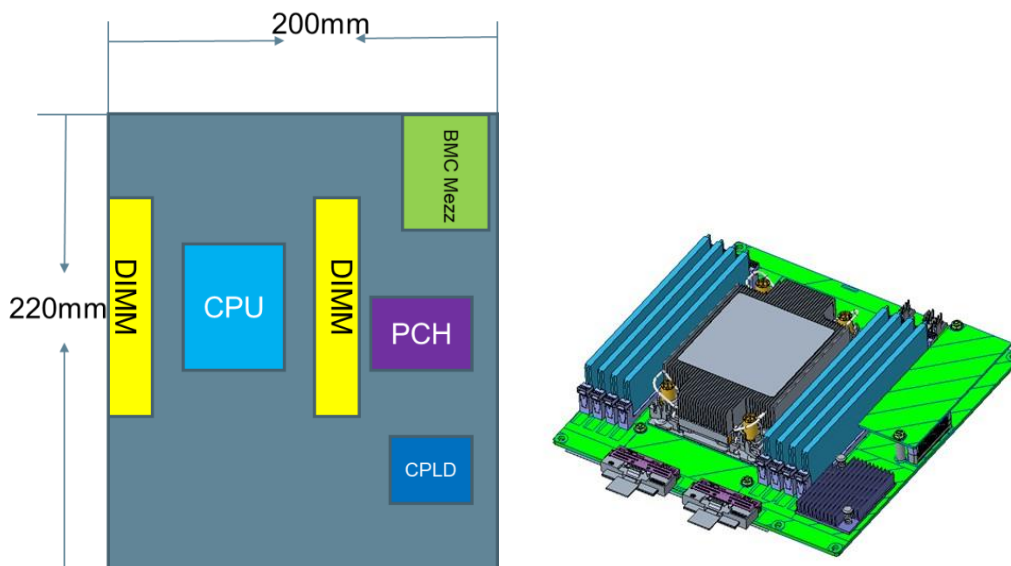 200mm
BMC Mezz
DIMM
DIMM
CPU
220mm
PCH
CPLD